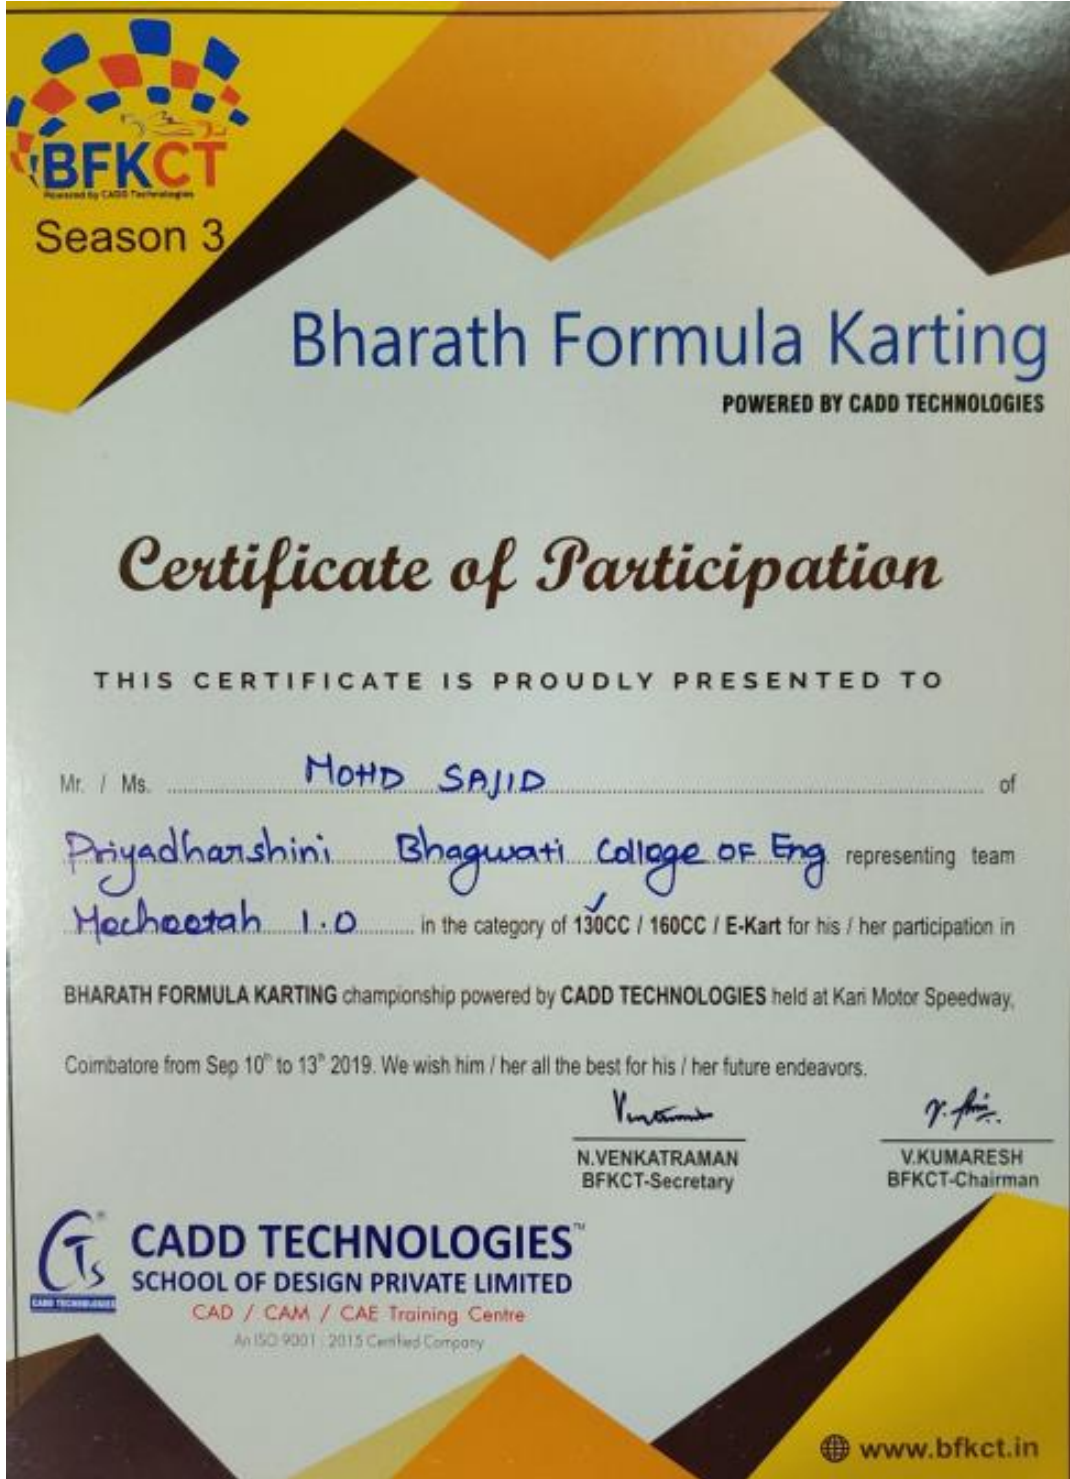 BFKCT
Powered by CADD Technologies
Season 3
Bharath Formula Karting
POWERED BY CADD TECHNOLOGIES
Certificate of Participation
THIS CERTIFICATE IS PROUDLY PRESENTED TO
Mr. / Ms. MOHD SAJID of
Priyadharshini Bhagwati College OF Eng. representing team
Mecheetah 1.0 in the category of 130CC / 160CC / E-Kart for his / her participation in
BHARATH FORMULA KARTING championship powered by CADD TECHNOLOGIES held at Kari Motor Speedway,
Coimbatore from Sep 10th to 13th 2019. We wish him / her all the best for his / her future endeavors.
N.VENKATRAMAN
BFKCT-Secretary
V.KUMARESH
BFKCT-Chairman
CTs
CADD TECHNOLOGIES
CADD TECHNOLOGIES™
SCHOOL OF DESIGN PRIVATE LIMITED
CAD / CAM / CAE Training Centre
An ISO 9001 : 2015 Certified Company
www.bfkct.in